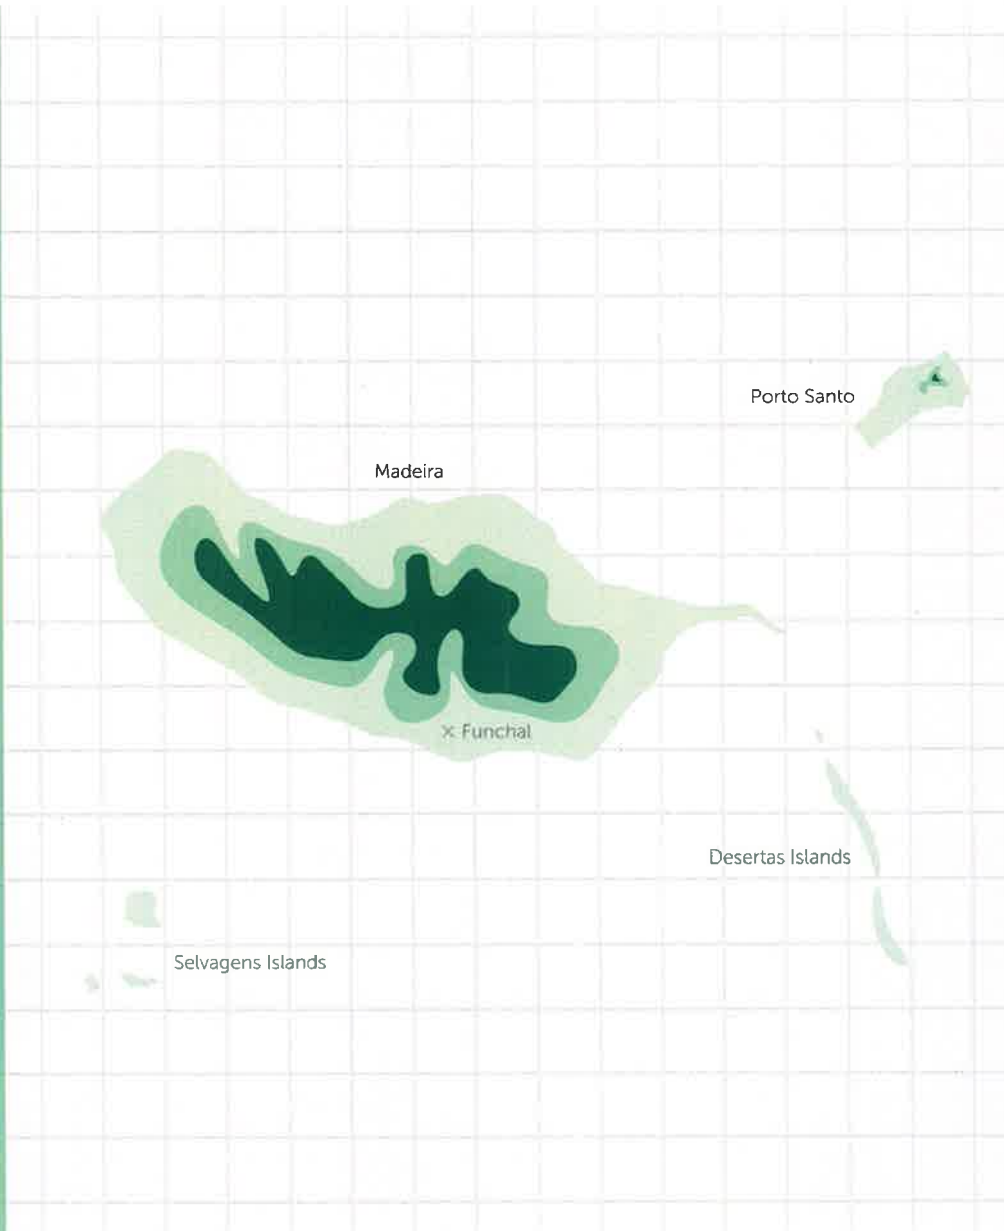 Porto Santo
Madeira
× Funchal
Desertas Islands
Selvagens Islands